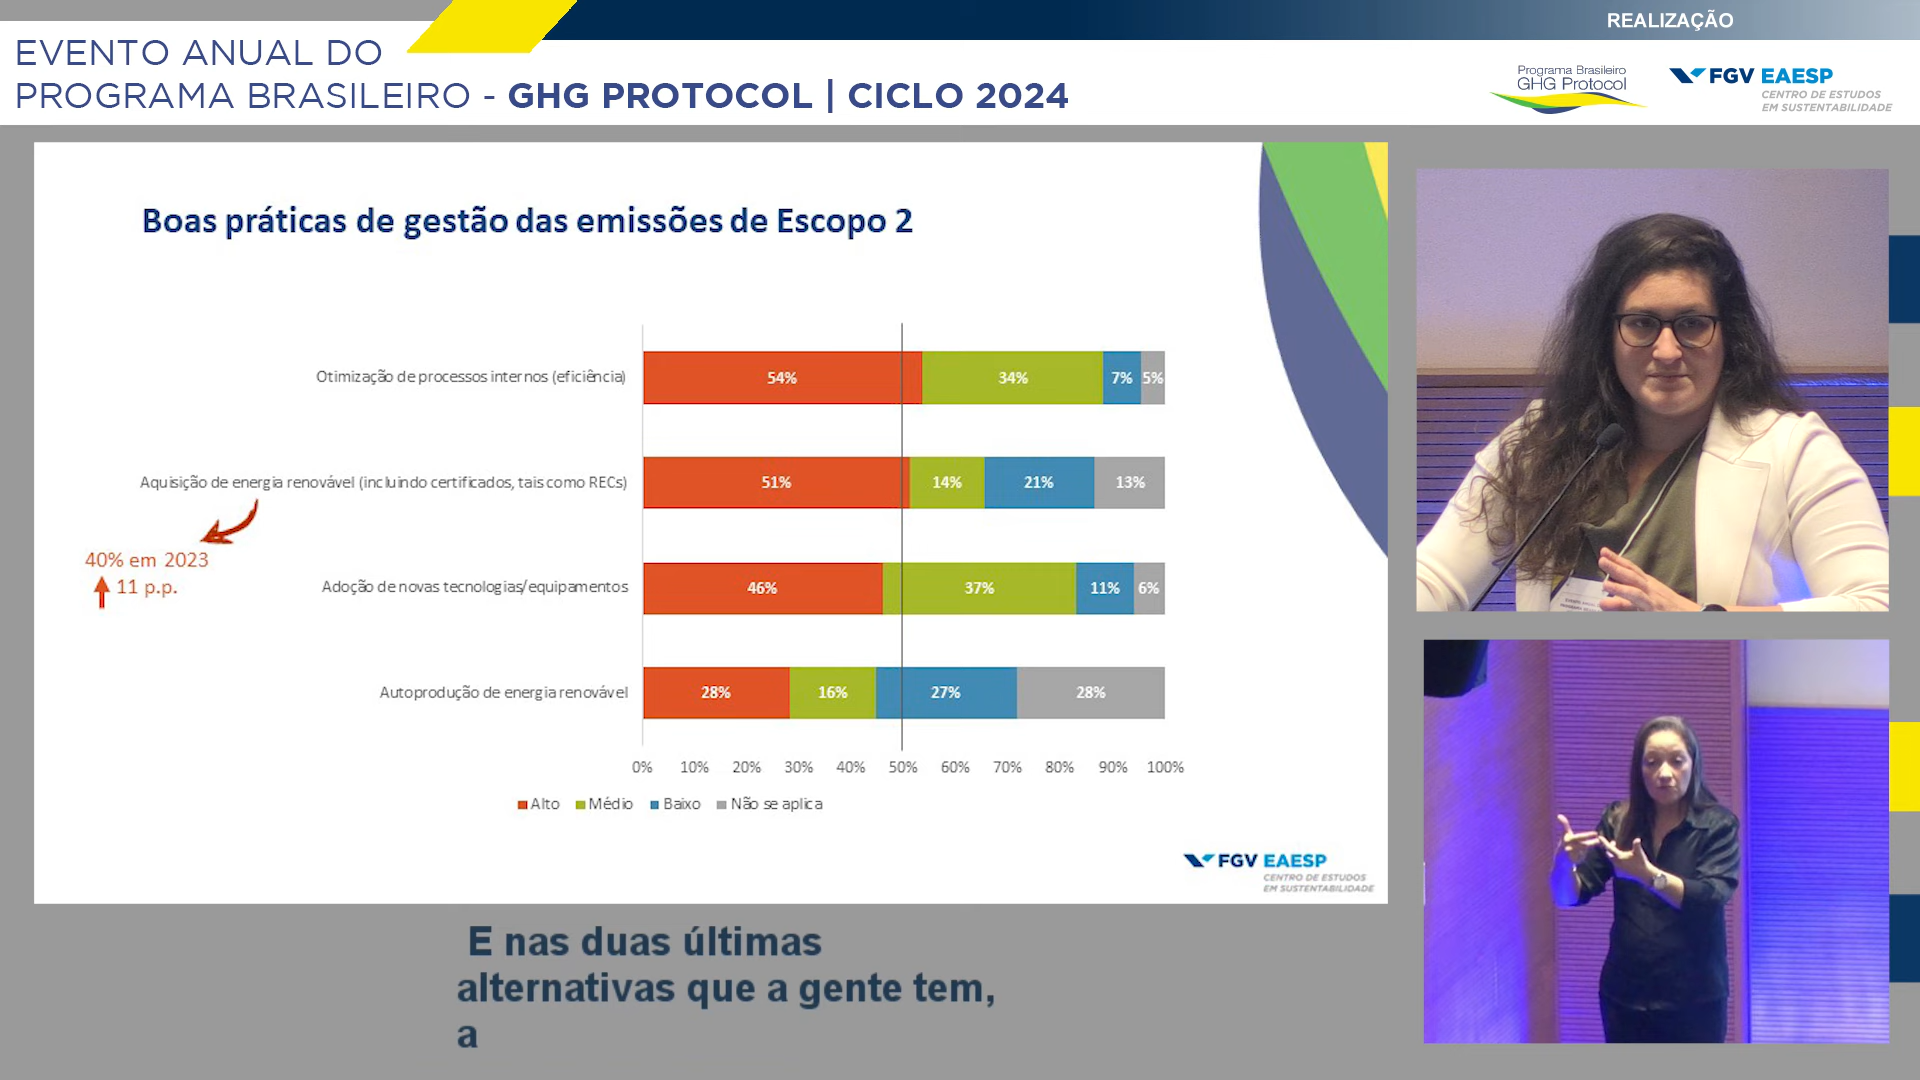 REALIZAÇÃO
EVENTO ANUAL DO
PROGRAMA BRASILEIRO - GHG PROTOCOL | CICLO 2024
Programa Brasileiro
GHG Protocol
FGV EAESP
CENTRO DE ESTUDOS
EM SUSTENTABILIDADE
Boas práticas de gestão das emissões de Escopo 2
Otimização de processos internos (eficiência)
54% 34% 7% 5%
Aquisição de energia renovável (incluindo certificados, tais como RECs)
51% 14% 21% 13%
40% em 2023
11 p.p.
Adoção de novas tecnologias/equipamentos
46% 37% 11% 6%
Autoprodução de energia renovável
28% 16% 27% 28%
0% 10% 20% 30% 40% 50% 60% 70% 80% 90% 100%
Alto Médio Baixo Não se aplica
FGV EAESP
CENTRO DE ESTUDOS
EM SUSTENTABILIDADE
E nas duas últimas
alternativas que a gente tem,
a